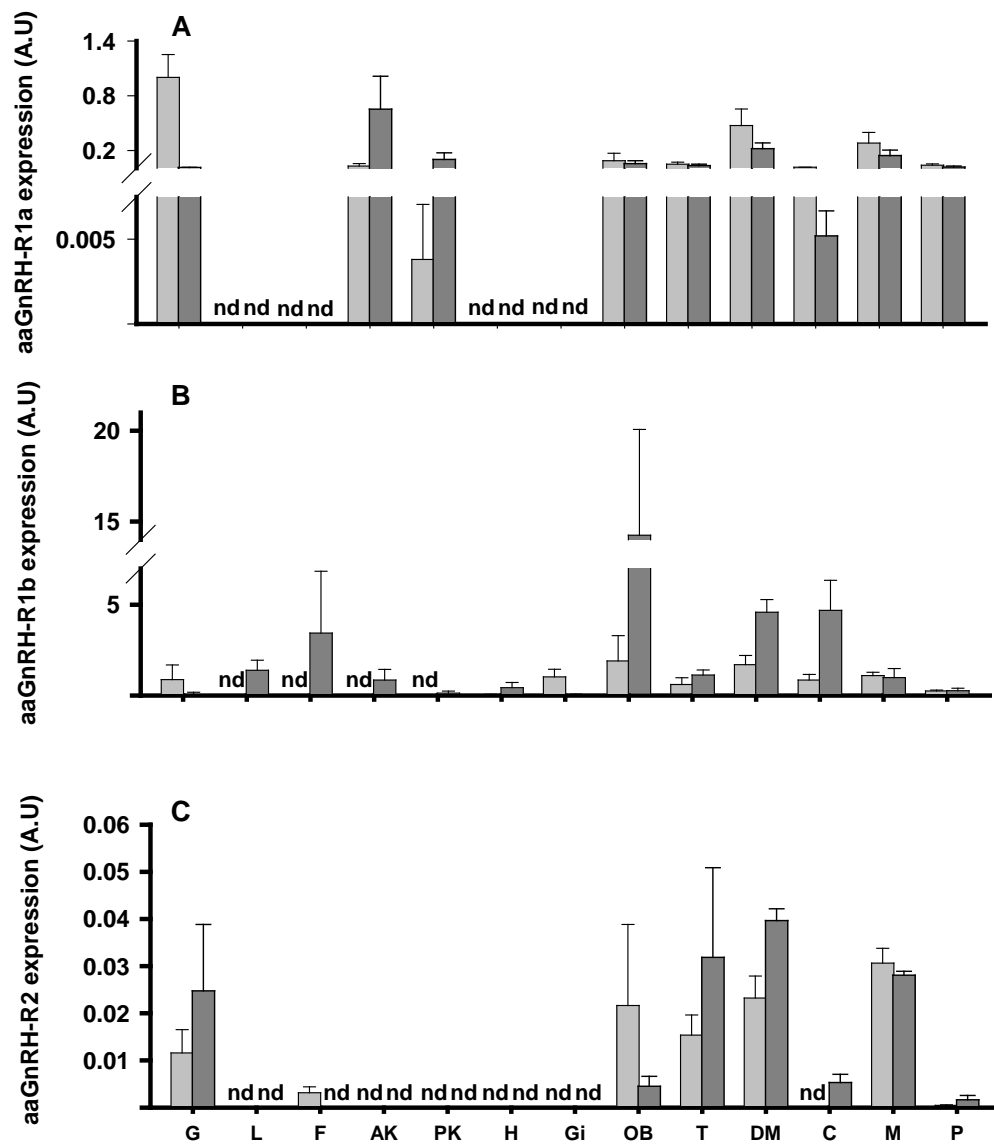 A
aaGnRH-R1a expression (A.U)
1.4
0.8
0.2
0.005
nd nd nd nd nd nd nd nd
B
aaGnRH-R1b expression (A.U)
20
15
5
nd nd nd nd
C
aaGnRH-R2 expression (A.U)
0.06
0.05
0.04
0.03
0.02
0.01
nd nd nd nd nd nd nd nd nd nd nd nd
G L F AK PK H Gi OB T DM C M P